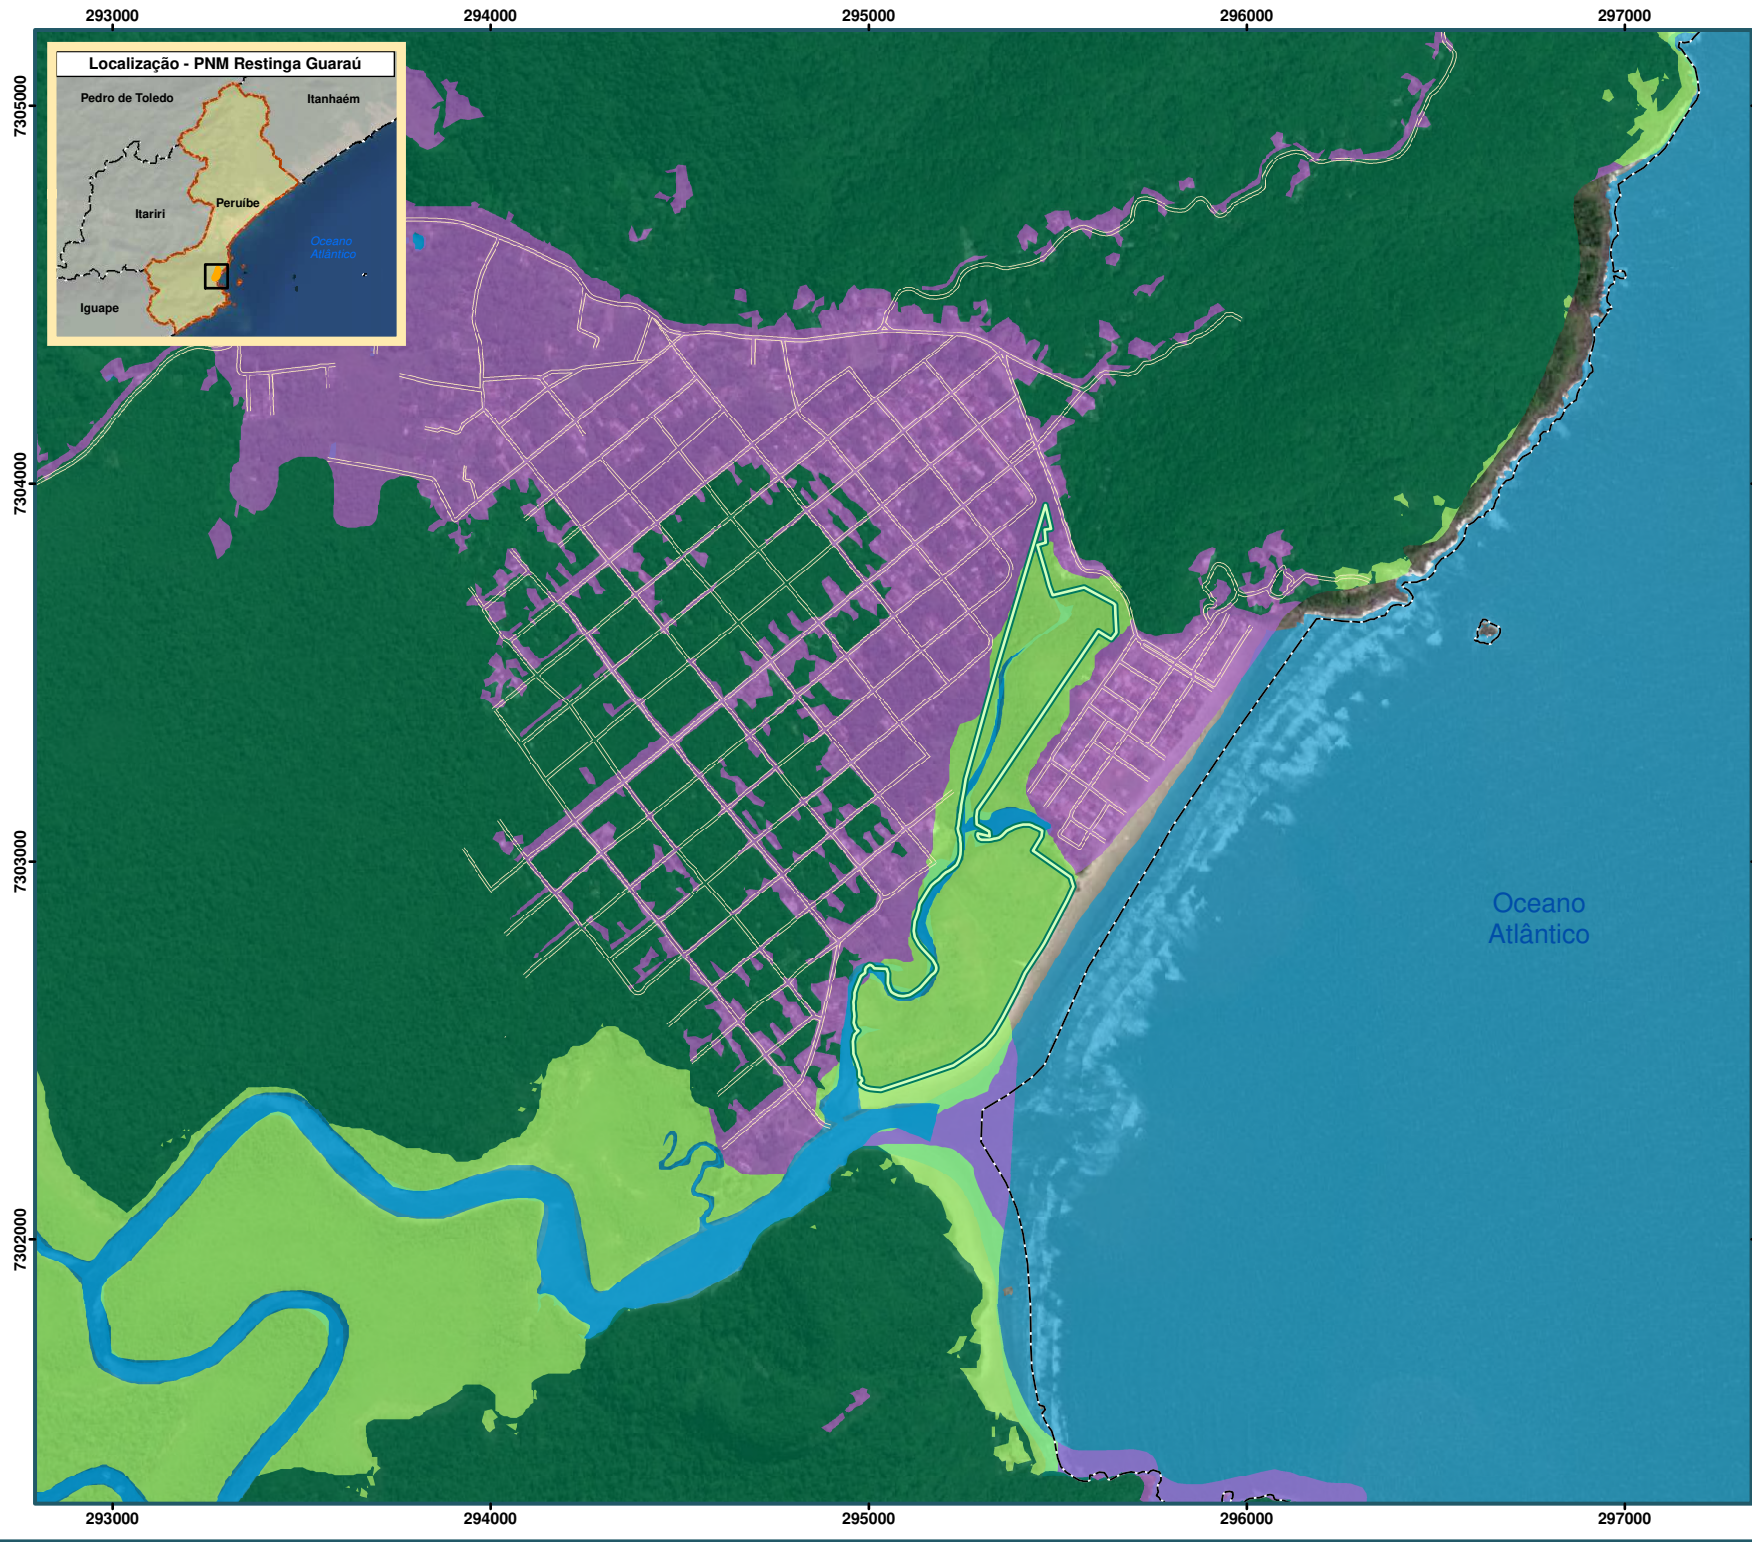 293000
294000
295000
296000
297000
Localização - PNM Restinga Guaraú
Pedro de Toledo
Itanhaém
Itariri
Peruíbe
Oceano
Atlântico
Iguape
7305000
7304000
7303000
7302000
Oceano
Atlântico
293000
294000
295000
296000
297000